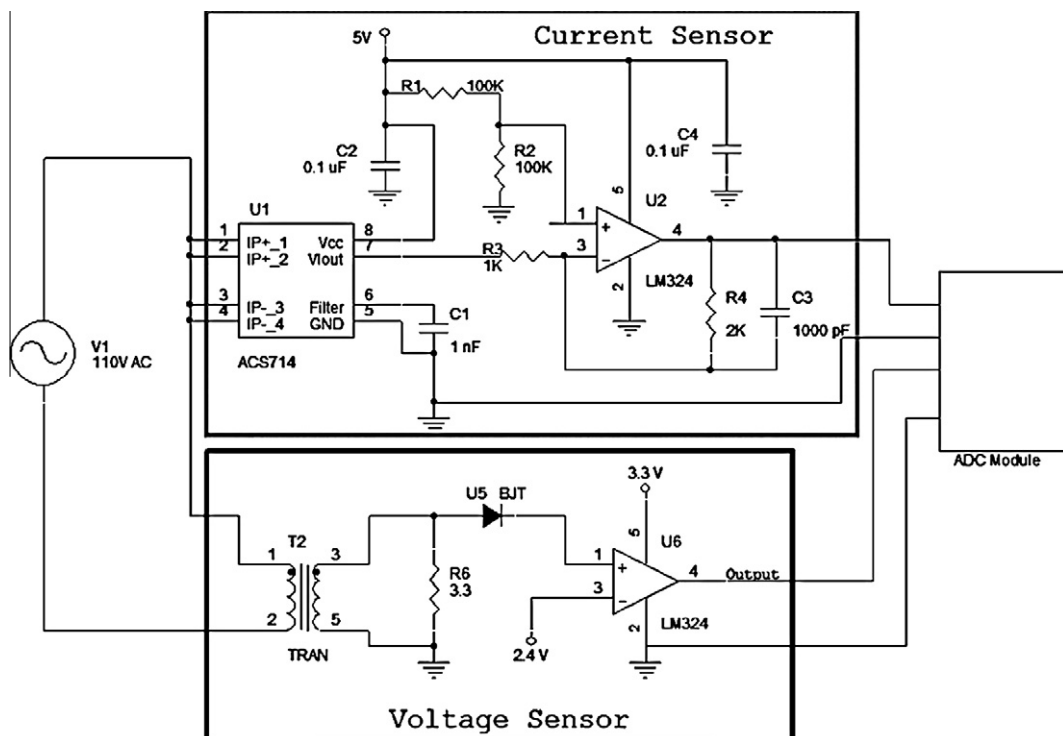 Current Sensor
5V
R1
100K
C2
0.1 uF
R2
100K
C4
0.1 uF
U1
1
2
3
4
IP+_1
IP+_2
IP-_3
IP-_4
Vcc
VIout
Filter
GND
8
7
6
5
ACS714
R3
1K
C1
1 nF
U2
1
+
3
−
5
2
4
LM324
R4
2K
C3
1000 pF
V1
110V AC
ADC Module
3.3 V
U5 BJT
T2
1
2
3
5
TRAN
R6
3.3
U6
1
+
3
−
5
2
4
Output
LM324
2.4 V
Voltage Sensor